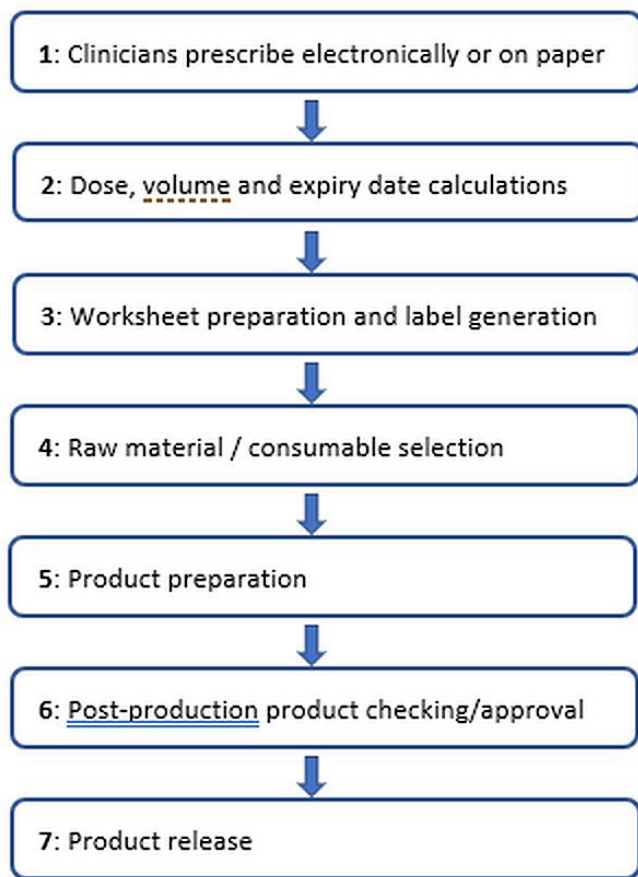 1: Clinicians prescribe electronically or on paper
2: Dose, volume and expiry date calculations
3: Worksheet preparation and label generation
4: Raw material / consumable selection
5: Product preparation
6: Post-production product checking/approval
7: Product release